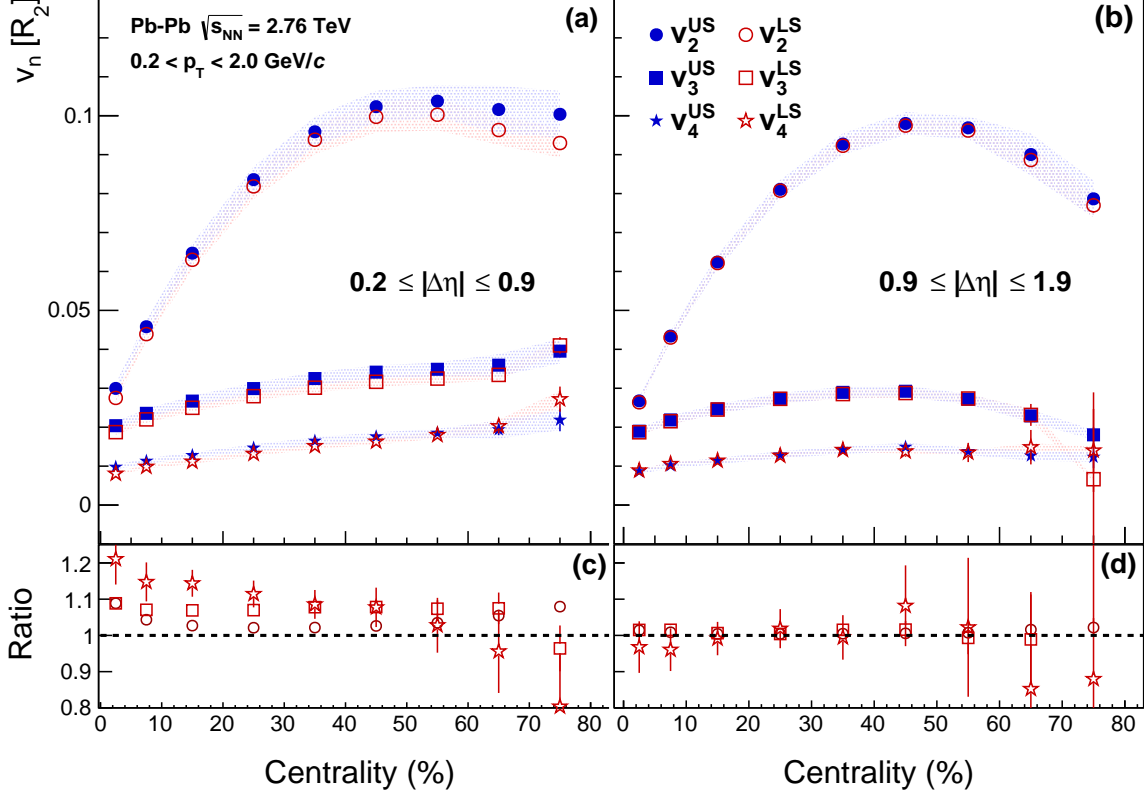 v_n [R_2]
(a)
Pb-Pb √s_NN = 2.76 TeV
0.2 < p_T < 2.0 GeV/c
0.1
0.05
0
0.2 ≤ |Δη| ≤ 0.9
(b)
v_2^US v_2^LS
v_3^US v_3^LS
v_4^US v_4^LS
0.9 ≤ |Δη| ≤ 1.9
Ratio
(c)
1.2
1.1
1
0.9
0.8
0 10 20 30 40 50 60 70 80
Centrality (%)
(d)
10 20 30 40 50 60 70 80
Centrality (%)